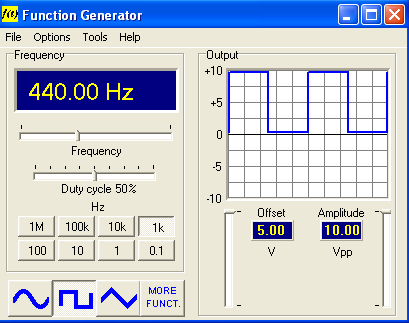 f(t) Function Generator
File Options Tools Help
Frequency
440.00 Hz
Frequency
Duty cycle 50%
Hz
1M 100k 10k 1k
100 10 1 0.1
MORE
FUNCT.
Output
+10
+5
0
-5
-10
Offset Amplitude
5.00 10.00
V Vpp